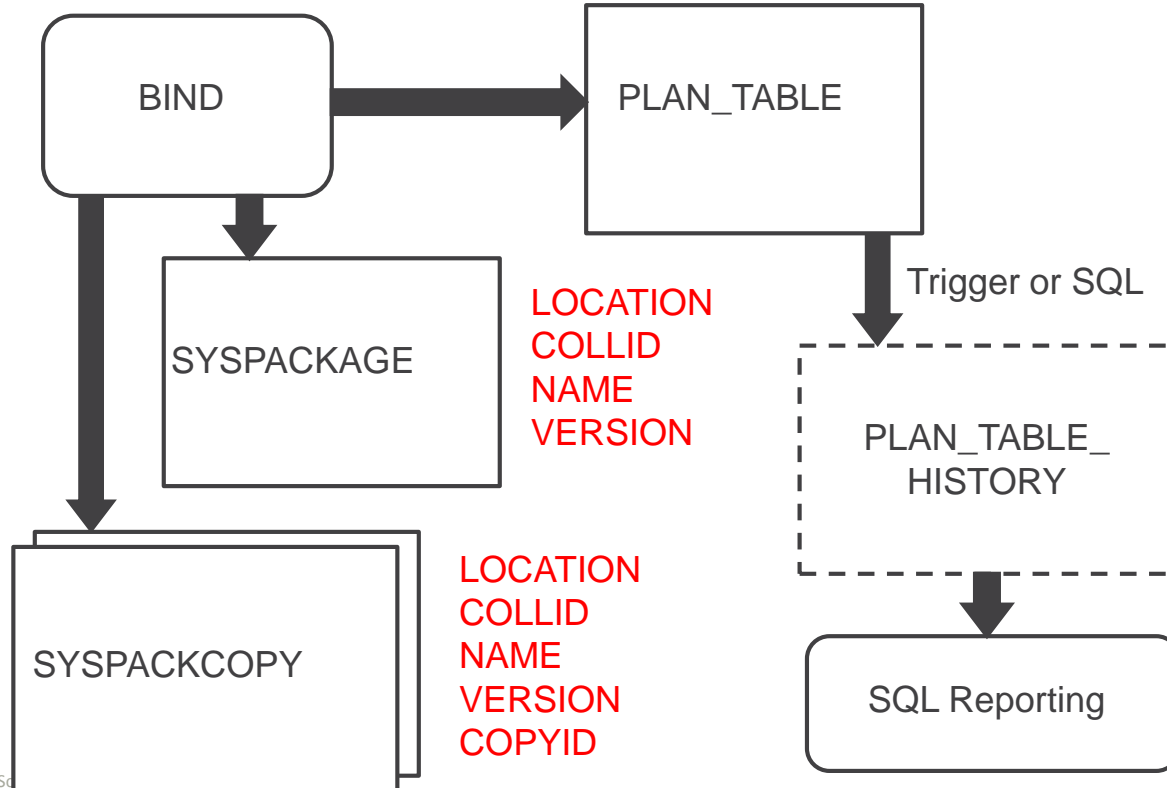 BIND
PLAN_TABLE
Trigger or SQL
SYSPACKAGE
LOCATION
COLLID
NAME
VERSION
PLAN_TABLE_
HISTORY
SYSPACKCOPY
LOCATION
COLLID
NAME
VERSION
COPYID
SQL Reporting